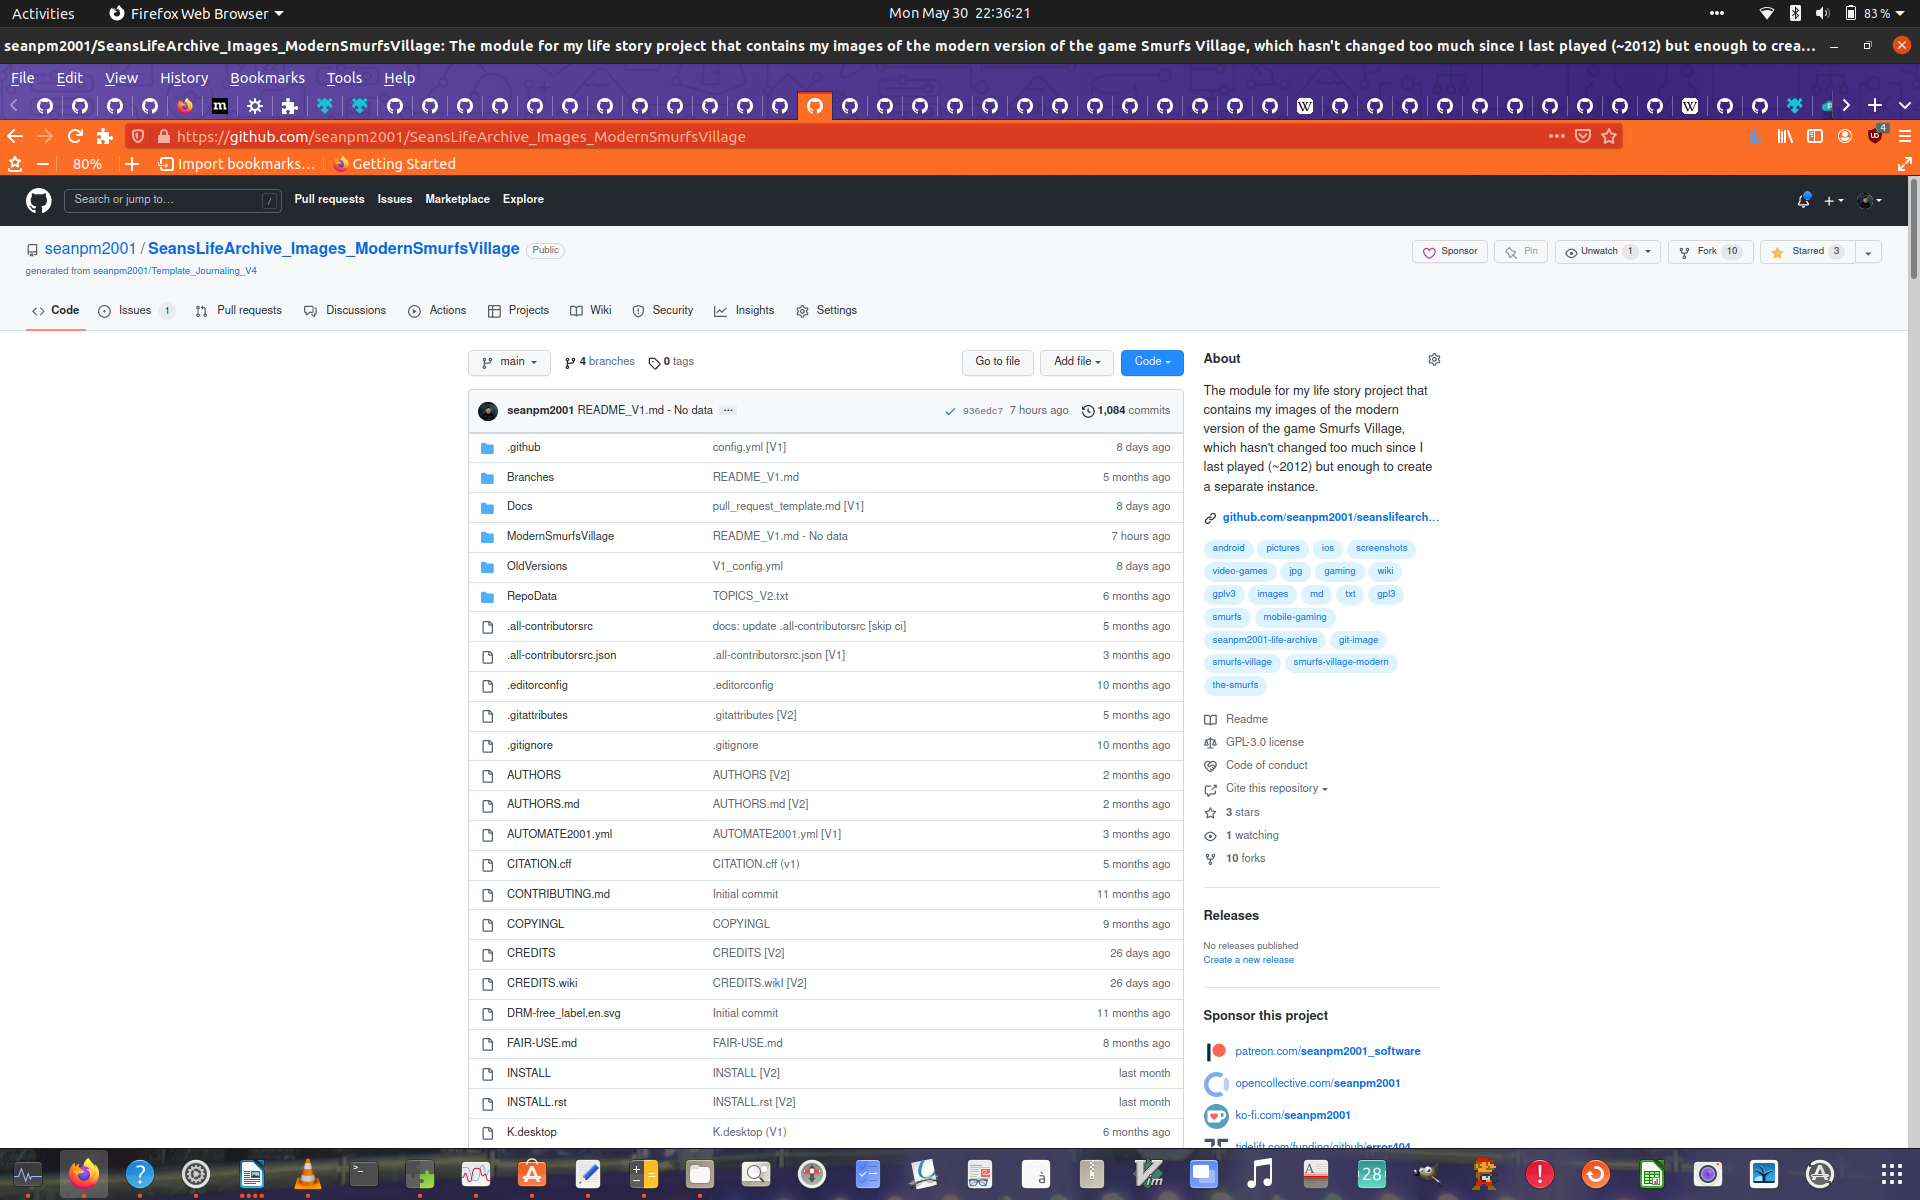 Activities Firefox Web Browser Mon May 30 22:36:21 83 %
seanpm2001/SeansLifeArchive_Images_ModernSmurfsVillage: The module for my life story project that contains my images of the modern version of the game Smurfs Village, which hasn't changed too much since I last played (~2012) but enough to crea...
File Edit View History Bookmarks Tools Help
https://github.com/seanpm2001/SeansLifeArchive_Images_ModernSmurfsVillage 4
80% Import bookmarks... Getting Started
Search or jump to... / Pull requests Issues Marketplace Explore
seanpm2001 / SeansLifeArchive_Images_ModernSmurfsVillage Public Sponsor Pin Unwatch 1 Fork 10 Starred 3
generated from seanpm2001/Template_Journaling_V4
Code Issues 1 Pull requests Discussions Actions Projects Wiki Security Insights Settings
main 4 branches 0 tags Go to file Add file Code
seanpm2001 README_V1.md - No data ... 936edc7 7 hours ago 1,084 commits
.github config.yml [V1] 8 days ago
Branches README_V1.md 5 months ago
Docs pull_request_template.md [V1] 8 days ago
ModernSmurfsVillage README_V1.md - No data 7 hours ago
OldVersions V1_config.yml 8 days ago
RepoData TOPICS_V2.txt 6 months ago
.all-contributorsrc docs: update .all-contributorsrc [skip ci] 5 months ago
.all-contributorsrc.json .all-contributorsrc.json [V1] 3 months ago
.editorconfig .editorconfig 10 months ago
.gitattributes .gitattributes [V2] 5 months ago
.gitignore .gitignore 10 months ago
AUTHORS AUTHORS [V2] 2 months ago
AUTHORS.md AUTHORS.md [V2] 2 months ago
AUTOMATE2001.yml AUTOMATE2001.yml [V1] 3 months ago
CITATION.cff CITATION.cff (v1) 5 months ago
CONTRIBUTING.md Initial commit 11 months ago
COPYINGL COPYINGL 9 months ago
CREDITS CREDITS [V2] 26 days ago
CREDITS.wiki CREDITS.wikI [V2] 26 days ago
DRM-free_label.en.svg Initial commit 11 months ago
FAIR-USE.md FAIR-USE.md 8 months ago
INSTALL INSTALL [V2] last month
INSTALL.rst INSTALL.rst [V2] last month
K.desktop K.desktop (V1) 6 months ago
About
The module for my life story project that
contains my images of the modern
version of the game Smurfs Village,
which hasn't changed too much since I
last played (~2012) but enough to create
a separate instance.
github.com/seanpm2001/seanslifearch...
android pictures ios screenshots
video-games jpg gaming wiki
gplv3 images md txt gpl3
smurfs mobile-gaming
seanpm2001-life-archive git-image
smurfs-village smurfs-village-modern
the-smurfs
Readme
GPL-3.0 license
Code of conduct
Cite this repository
3 stars
1 watching
10 forks
Releases
No releases published
Create a new release
Sponsor this project
patreon.com/seanpm2001_software
opencollective.com/seanpm2001
ko-fi.com/seanpm2001
tidelift.com/funding/github/error404
28